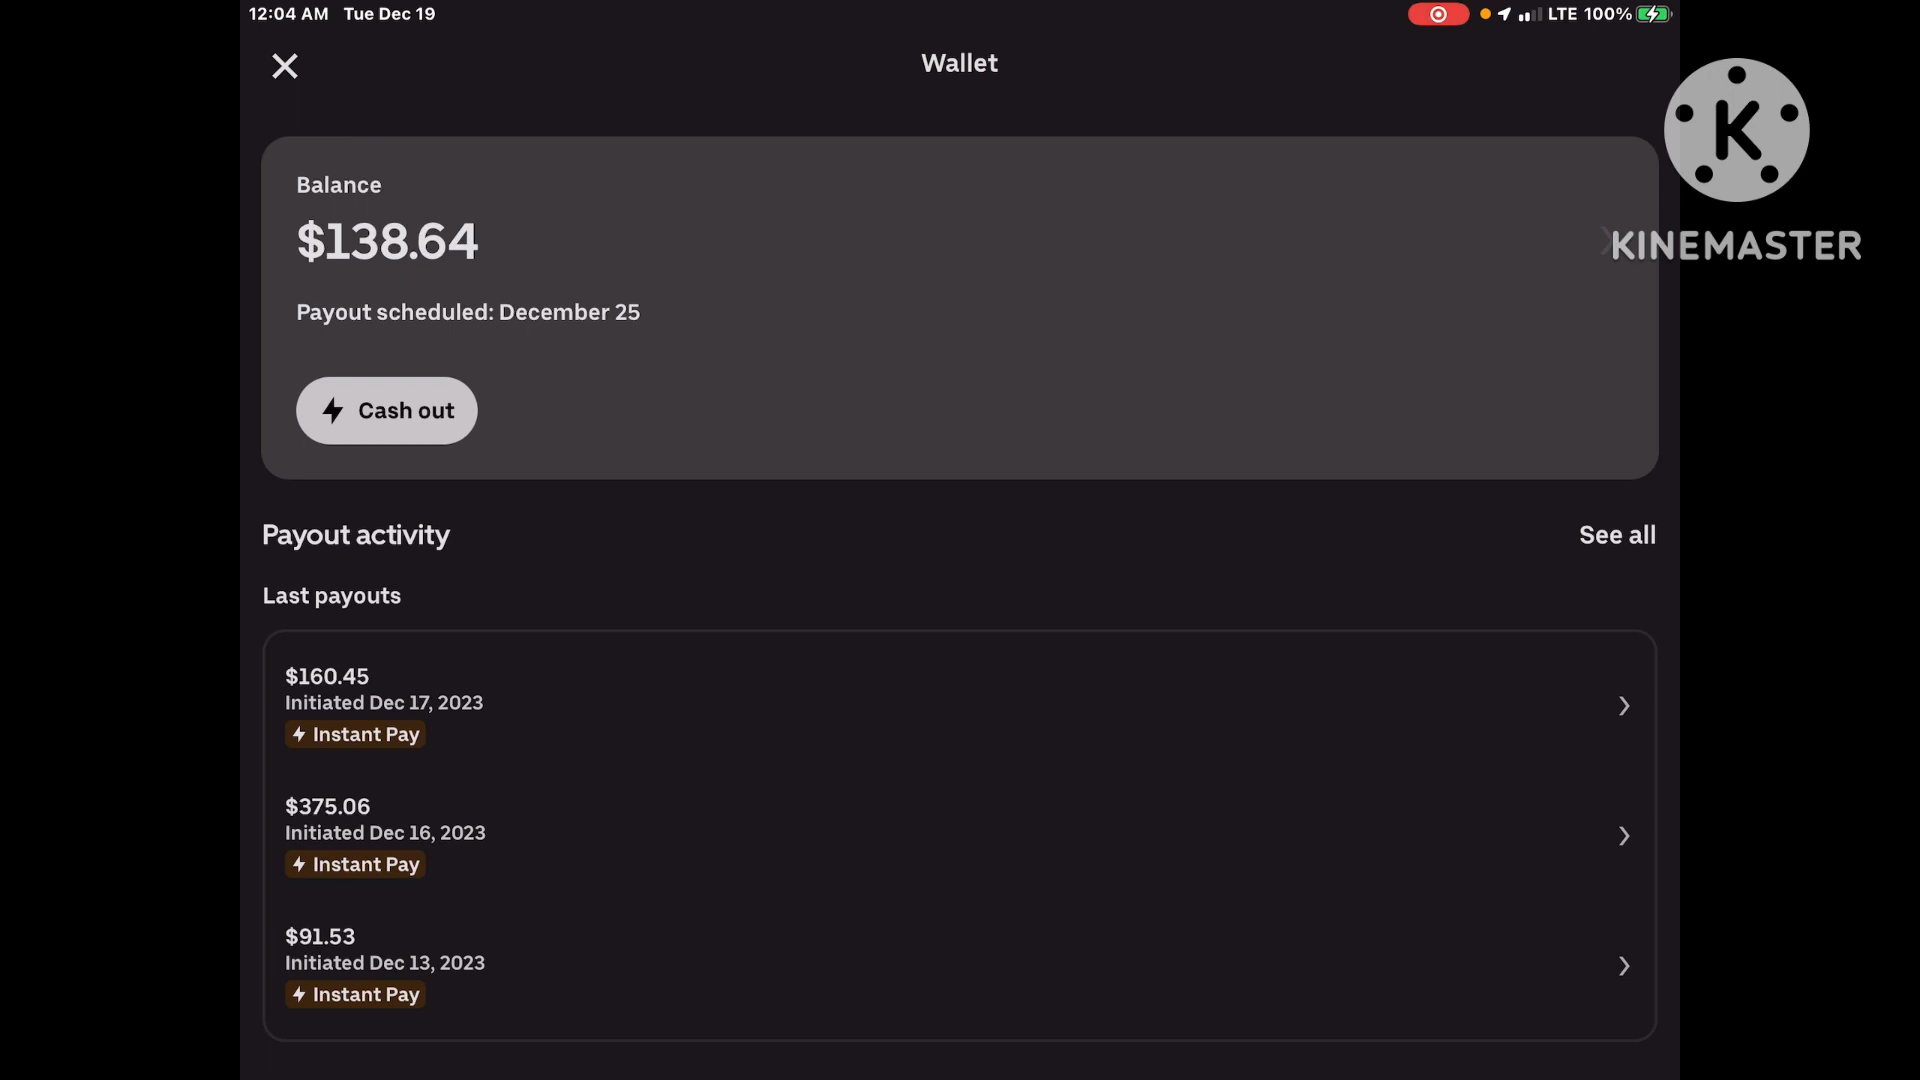 12:04 AM Tue Dec 19
LTE 100%
Wallet
K
KINEMASTER
Balance
$138.64
Payout scheduled: December 25
Cash out
Payout activity
See all
Last payouts
$160.45
Initiated Dec 17, 2023
Instant Pay
$375.06
Initiated Dec 16, 2023
Instant Pay
$91.53
Initiated Dec 13, 2023
Instant Pay